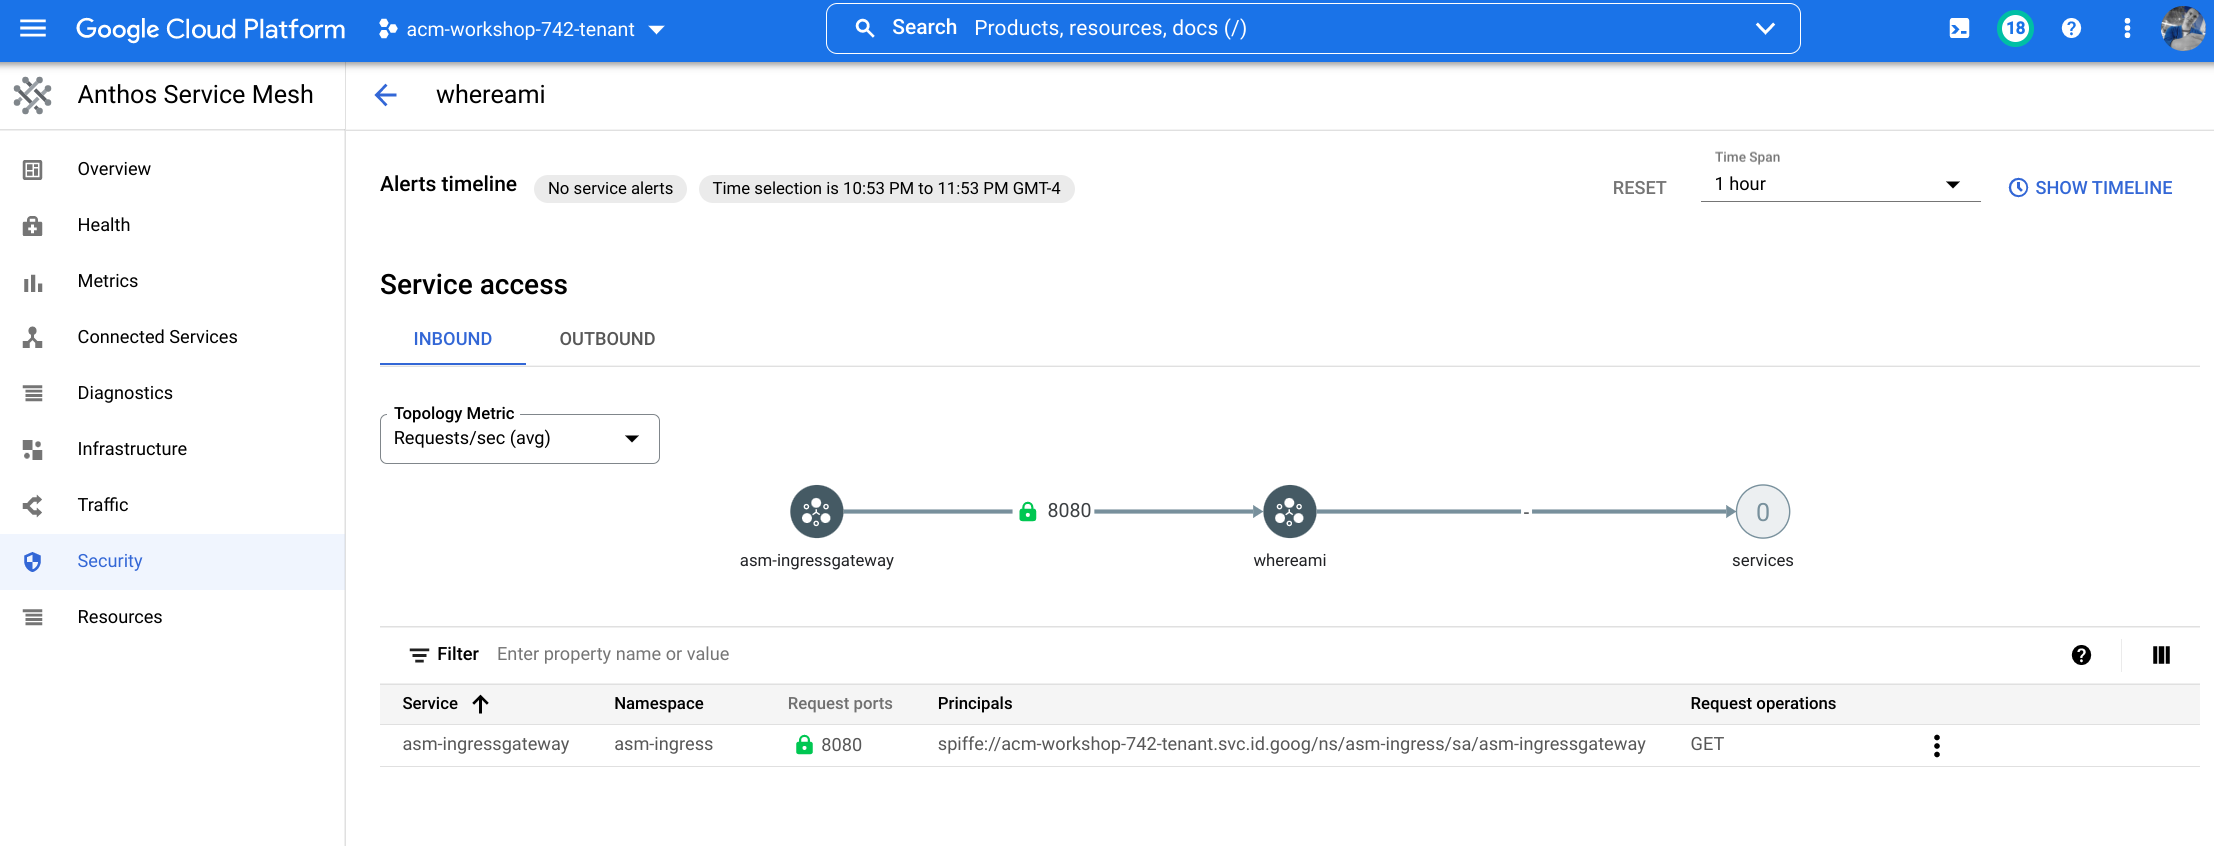 Google Cloud Platform
acm-workshop-742-tenant
Search Products, resources, docs (/)
18
Anthos Service Mesh
whereami
Overview
Health
Metrics
Connected Services
Diagnostics
Infrastructure
Traffic
Security
Resources
Alerts timeline
No service alerts
Time selection is 10:53 PM to 11:53 PM GMT-4
RESET
Time Span
1 hour
SHOW TIMELINE
Service access
INBOUND OUTBOUND
Topology Metric
Requests/sec (avg)
8080 - 0
asm-ingressgateway whereami services
Filter Enter property name or value
Service Namespace Request ports Principals Request operations
asm-ingressgateway asm-ingress 8080 spiffe://acm-workshop-742-tenant.svc.id.goog/ns/asm-ingress/sa/asm-ingressgateway GET